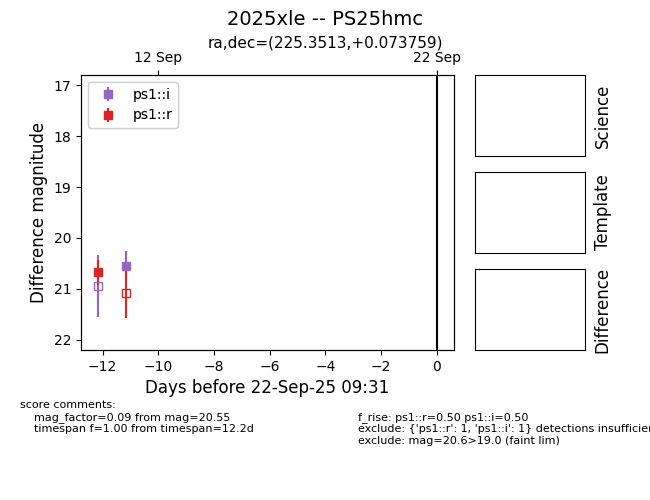 2025xle -- PS25hmc
ra,dec=(225.3513,+0.073759)
12 Sep
22 Sep
ps1::i
ps1::r
17
18
19
20
21
22
Difference magnitude
−12
−10
−8
−6
−4
−2
0
Days before 22-Sep-25 09:31
Science
Template
Difference
score comments:
mag_factor=0.09 from mag=20.55
timespan f=1.00 from timespan=12.2d
f_rise: ps1::r=0.50 ps1::i=0.50
exclude: {'ps1::r': 1, 'ps1::i': 1} detections insufficien
exclude: mag=20.6>19.0 (faint lim)